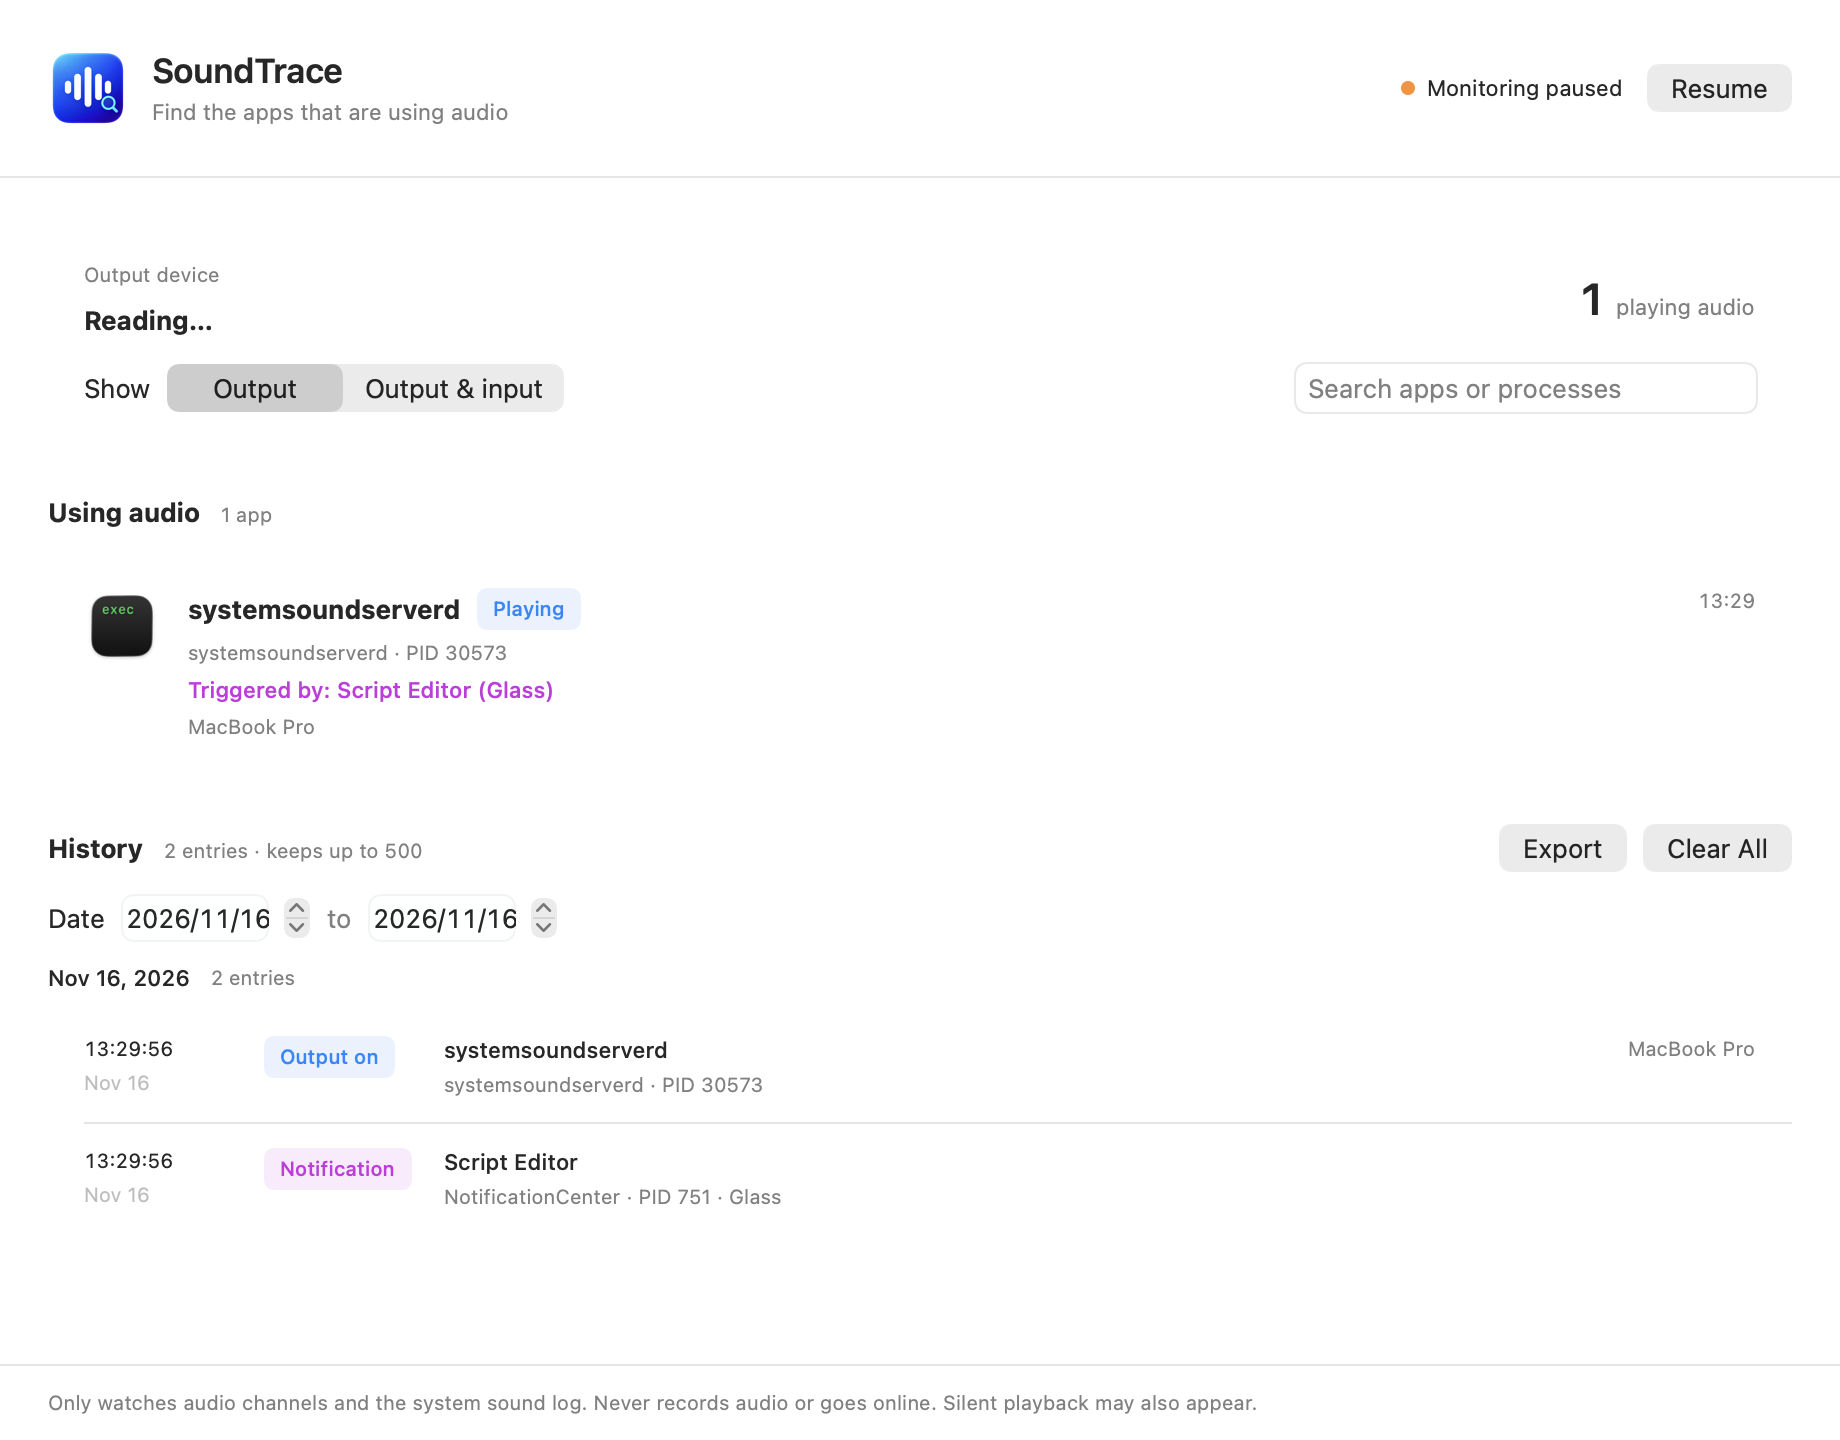 SoundTrace
Find the apps that are using audio
Monitoring paused
Resume
Output device
Reading...
1 playing audio
Show
Output
Output & input
Search apps or processes
Using audio
1 app
exec
systemsoundserverd
Playing
13:29
systemsoundserverd · PID 30573
Triggered by: Script Editor (Glass)
MacBook Pro
History
2 entries · keeps up to 500
Export
Clear All
Date
2026/11/16
to
2026/11/16
Nov 16, 2026
2 entries
13:29:56
Nov 16
Output on
systemsoundserverd
systemsoundserverd · PID 30573
MacBook Pro
13:29:56
Nov 16
Notification
Script Editor
NotificationCenter · PID 751 · Glass
Only watches audio channels and the system sound log. Never records audio or goes online. Silent playback may also appear.